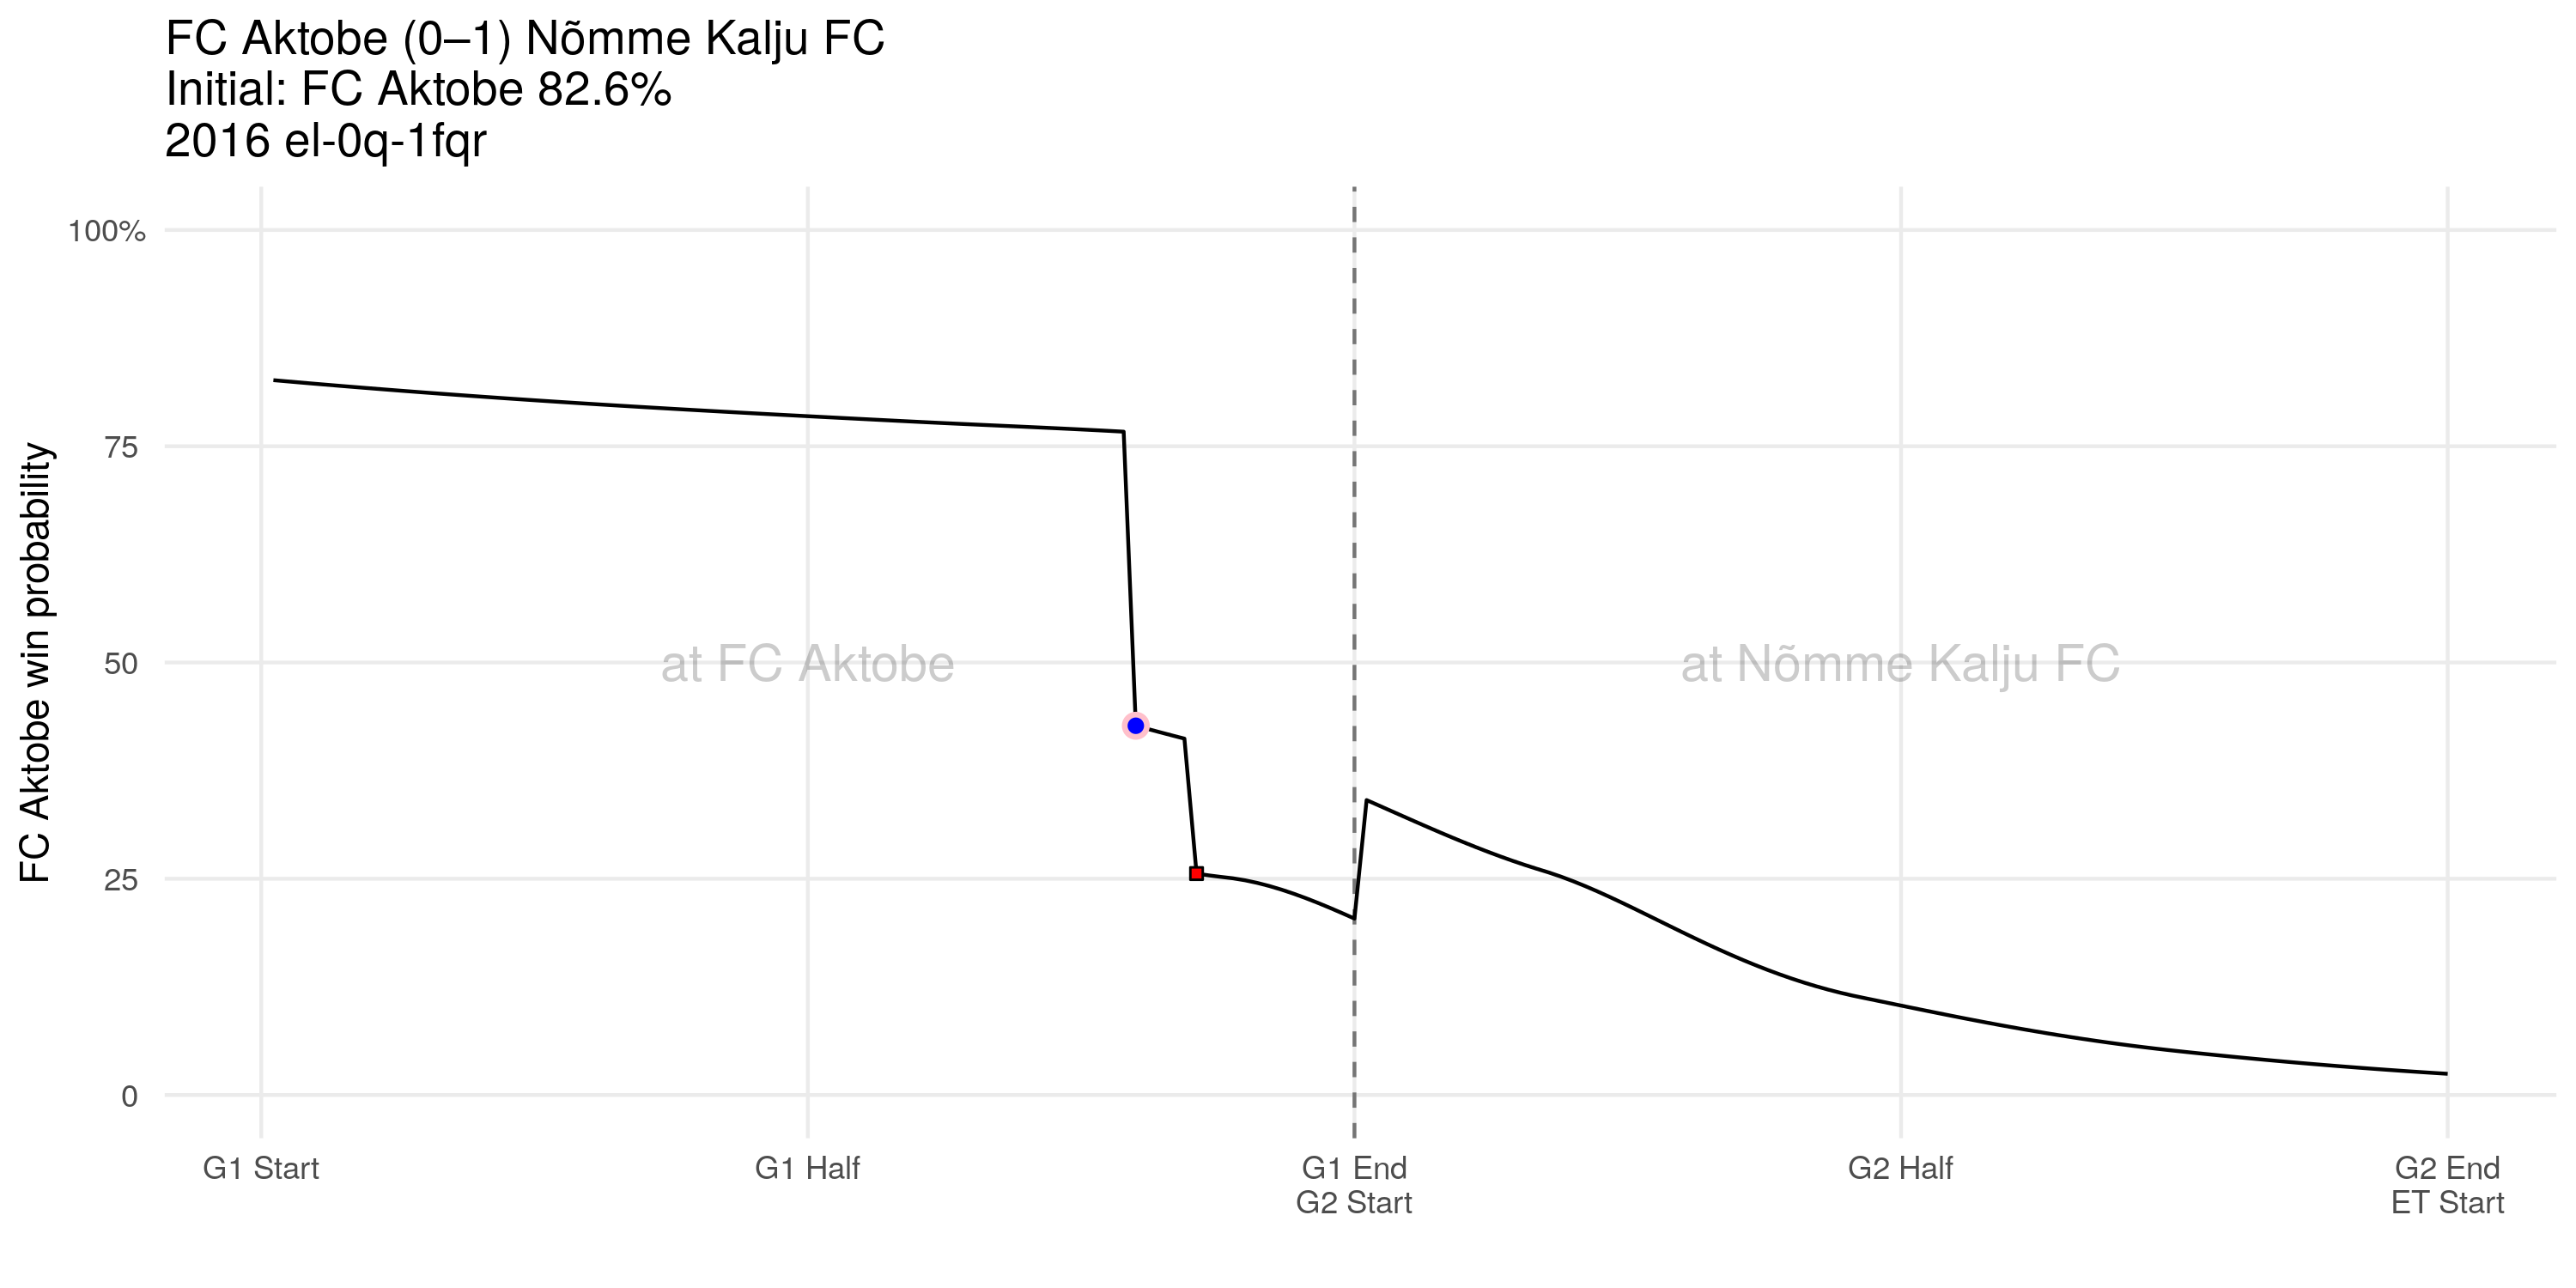 FC Aktobe (0–1) Nõmme Kalju FC
Initial: FC Aktobe 82.6%
2016 el-0q-1fqr
FC Aktobe win probability
100%
75
50
25
0
at FC Aktobe
at Nõmme Kalju FC
G1 Start
G1 Half
G1 End
G2 Start
G2 Half
G2 End
ET Start